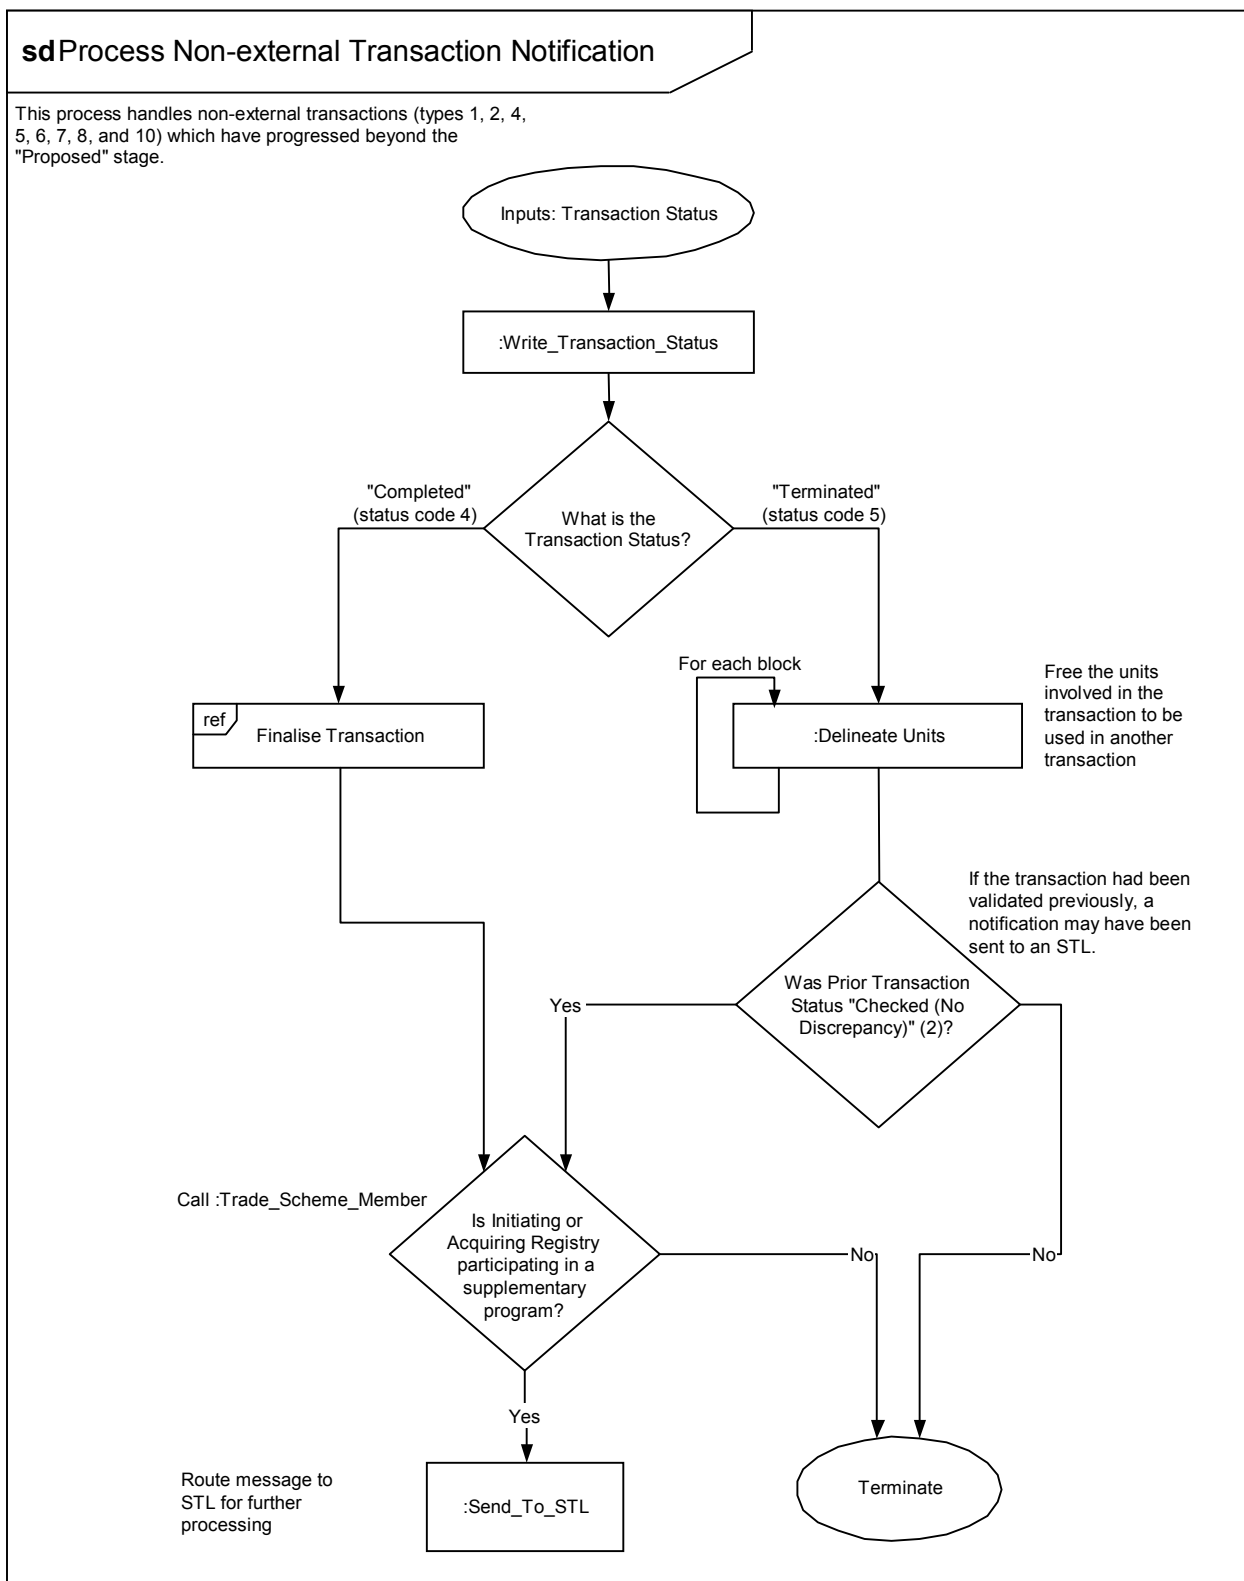 sd Process Non-external Transaction Notification
This process handles non-external transactions (types 1, 2, 4,
5, 6, 7, 8, and 10) which have progressed beyond the
"Proposed" stage.
Inputs: Transaction Status
:Write_Transaction_Status
"Completed"
(status code 4)
What is the
Transaction Status?
"Terminated"
(status code 5)
ref
Finalise Transaction
For each block
:Delineate Units
Free the units
involved in the
transaction to be
used in another
transaction
If the transaction had been
validated previously, a
notification may have been
sent to an STL.
Was Prior Transaction
Status "Checked (No
Discrepancy)" (2)?
Yes
Call :Trade_Scheme_Member
Is Initiating or
Acquiring Registry
participating in a
supplementary
program?
No
No
Yes
Route message to
STL for further
processing
:Send_To_STL
Terminate